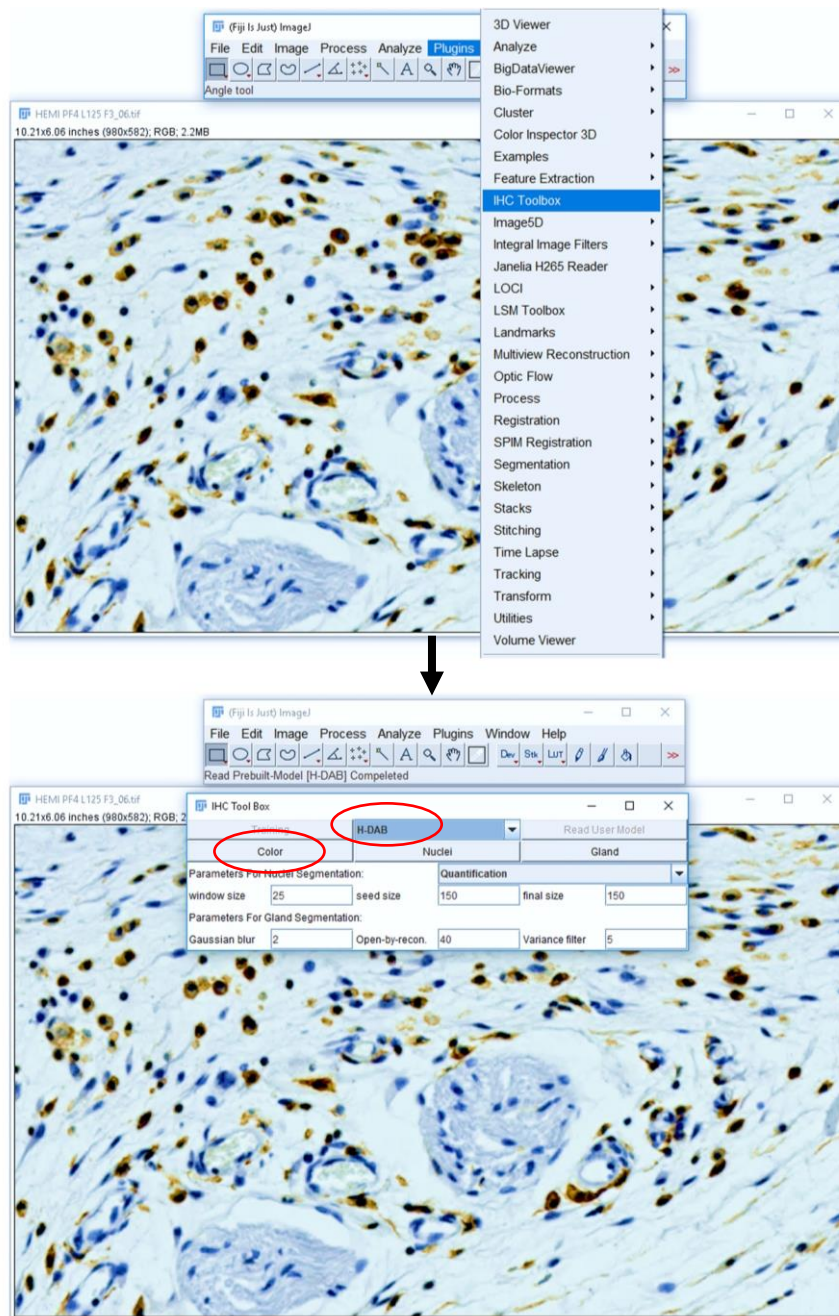 (Fiji Is Just) ImageJ
File Edit Image Process Analyze Plugins
Angle tool
HEMI PF4 L125 F3_06.tif
10.21x6.06 inches (980x582); RGB; 2.2MB
3D Viewer
Analyze
BigDataViewer
Bio-Formats
Cluster
Color Inspector 3D
Examples
Feature Extraction
IHC Toolbox
Image5D
Integral Image Filters
Janelia H265 Reader
LOCI
LSM Toolbox
Landmarks
Multiview Reconstruction
Optic Flow
Process
Registration
SPIM Registration
Segmentation
Skeleton
Stacks
Stitching
Time Lapse
Tracking
Transform
Utilities
Volume Viewer
(Fiji Is Just) ImageJ
File Edit Image Process Analyze Plugins Window Help
Dev Stk LUT
Read Prebuilt-Model [H-DAB] Compeleted
HEMI PF4 L125 F3_06.tif
10.21x6.06 inches (980x582); RGB; 2
IHC Tool Box
Training H-DAB Read User Model
Color Nuclei Gland
Parameters For Nuclei Segmentation: Quantification
window size 25 seed size 150 final size 150
Parameters For Gland Segmentation:
Gaussian blur 2 Open-by-recon. 40 Variance filter 5